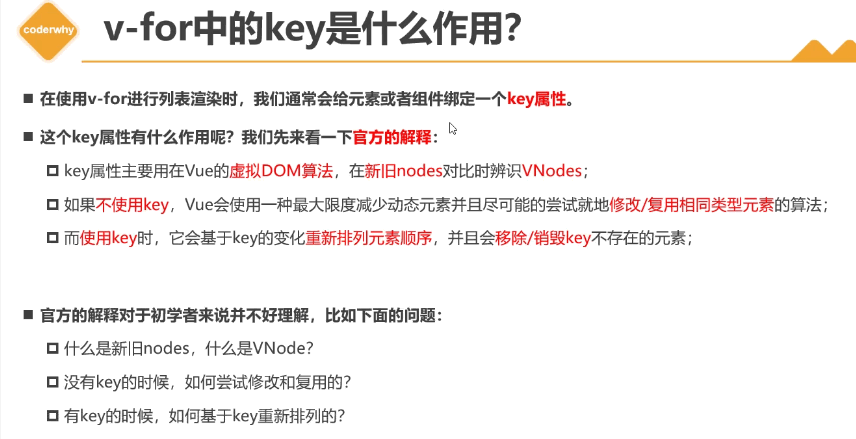 coderwhy
v-for中的key是什么作用?
在使用v-for进行列表渲染时，我们通常会给元素或者组件绑定一个key属性。
这个key属性有什么作用呢？我们先来看一下官方的解释：
key属性主要用在Vue的虚拟DOM算法，在新旧nodes对比时辨识VNodes；
如果不使用key，Vue会使用一种最大限度减少动态元素并且尽可能的尝试就地修改/复用相同类型元素的算法；
而使用key时，它会基于key的变化重新排列元素顺序，并且会移除/销毁key不存在的元素；
官方的解释对于初学者来说并不好理解，比如下面的问题：
什么是新旧nodes，什么是VNode？
没有key的时候，如何尝试修改和复用的？
有key的时候，如何基于key重新排列的？